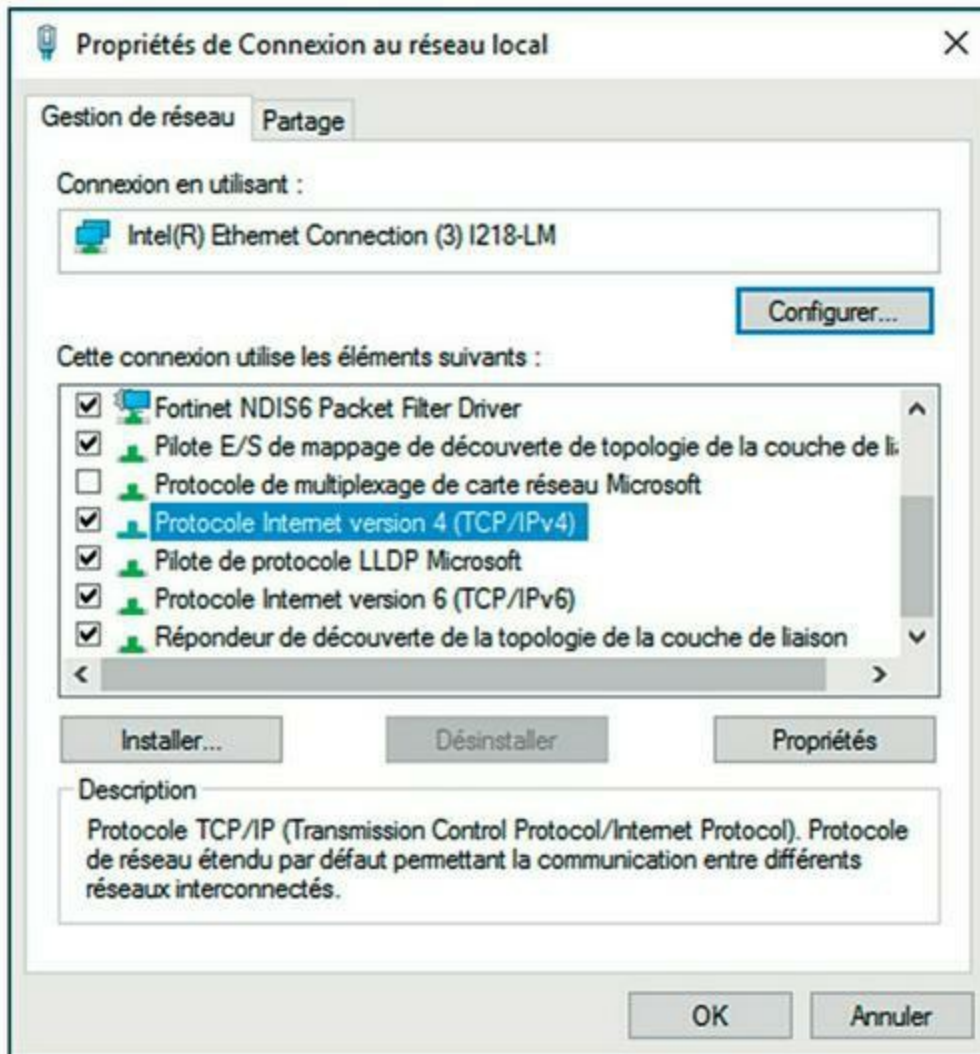 Propriétés de Connexion au réseau local
Gestion de réseau
Partage
Connexion en utilisant :
Intel(R) Ethernet Connection (3) I218-LM
Configurer...
Cette connexion utilise les éléments suivants :
Fortinet NDIS6 Packet Filter Driver
Pilote E/S de mappage de découverte de topologie de la couche de
Protocole de multiplexage de carte réseau Microsoft
Protocole Internet version 4 (TCP/IPv4)
Pilote de protocole LLDP Microsoft
Protocole Internet version 6 (TCP/IPv6)
Répondeur de découverte de la topologie de la couche de liaison
Installer...
Désinstaller
Propriétés
Description
Protocole TCP/IP (Transmission Control Protocol/Internet Protocol). Protocole
de réseau étendu par défaut permettant la communication entre différents
réseaux interconnectés.
OK
Annuler